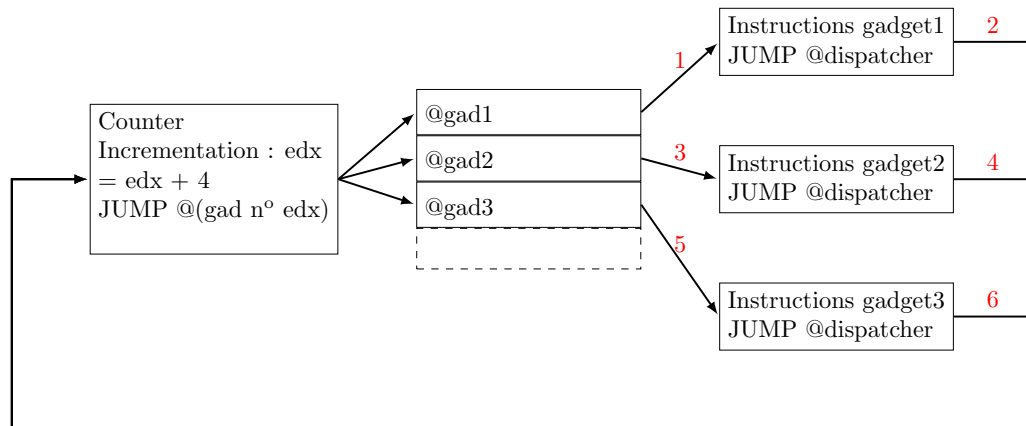 Counter
Incrementation : edx
= edx + 4
JUMP @(gad nº edx)
@gad1
@gad2
@gad3
1
3
5
Instructions gadget1
JUMP @dispatcher
2
Instructions gadget2
JUMP @dispatcher
4
Instructions gadget3
JUMP @dispatcher
6